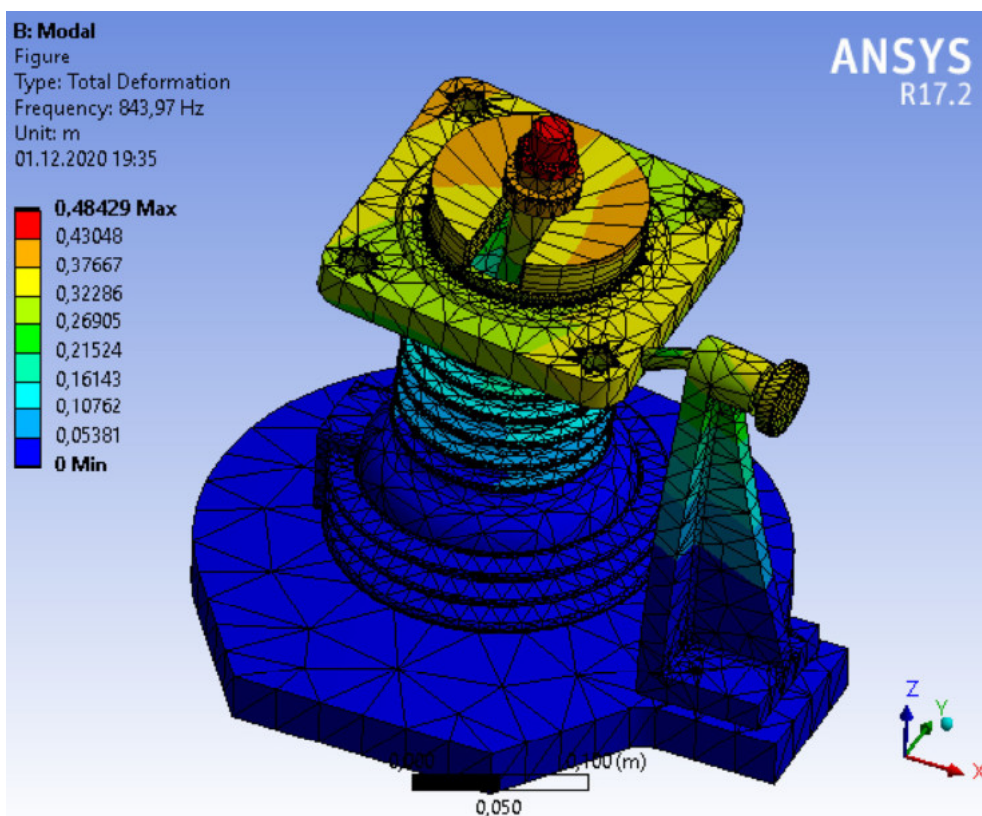 B: Modal
Figure
Type: Total Deformation
Frequency: 843,97 Hz
Unit: m
01.12.2020 19:35
ANSYS
R17.2
0,48429 Max
0,43048
0,37667
0,32286
0,26905
0,21524
0,16143
0,10762
0,05381
0 Min
Z
Y
X
0,000
0,100 (m)
0,050